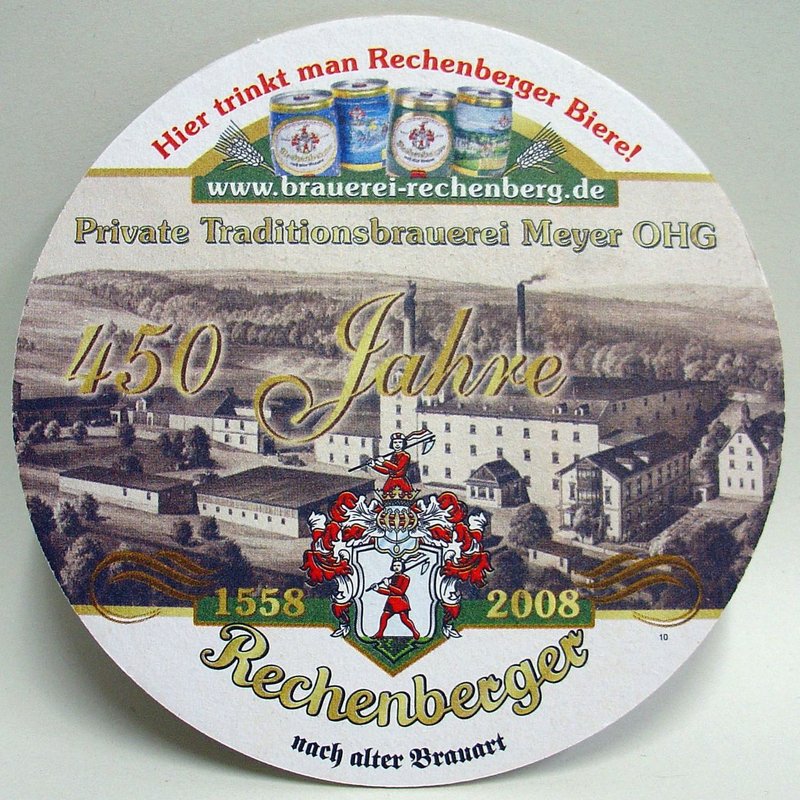 Hier trinkt man Rechenberger Biere!
www.brauerei-rechenberg.de
Private Traditionsbrauerei Meyer OHG
450 Jahre
1558 2008
10
Rechenberger
nach alter Brauart